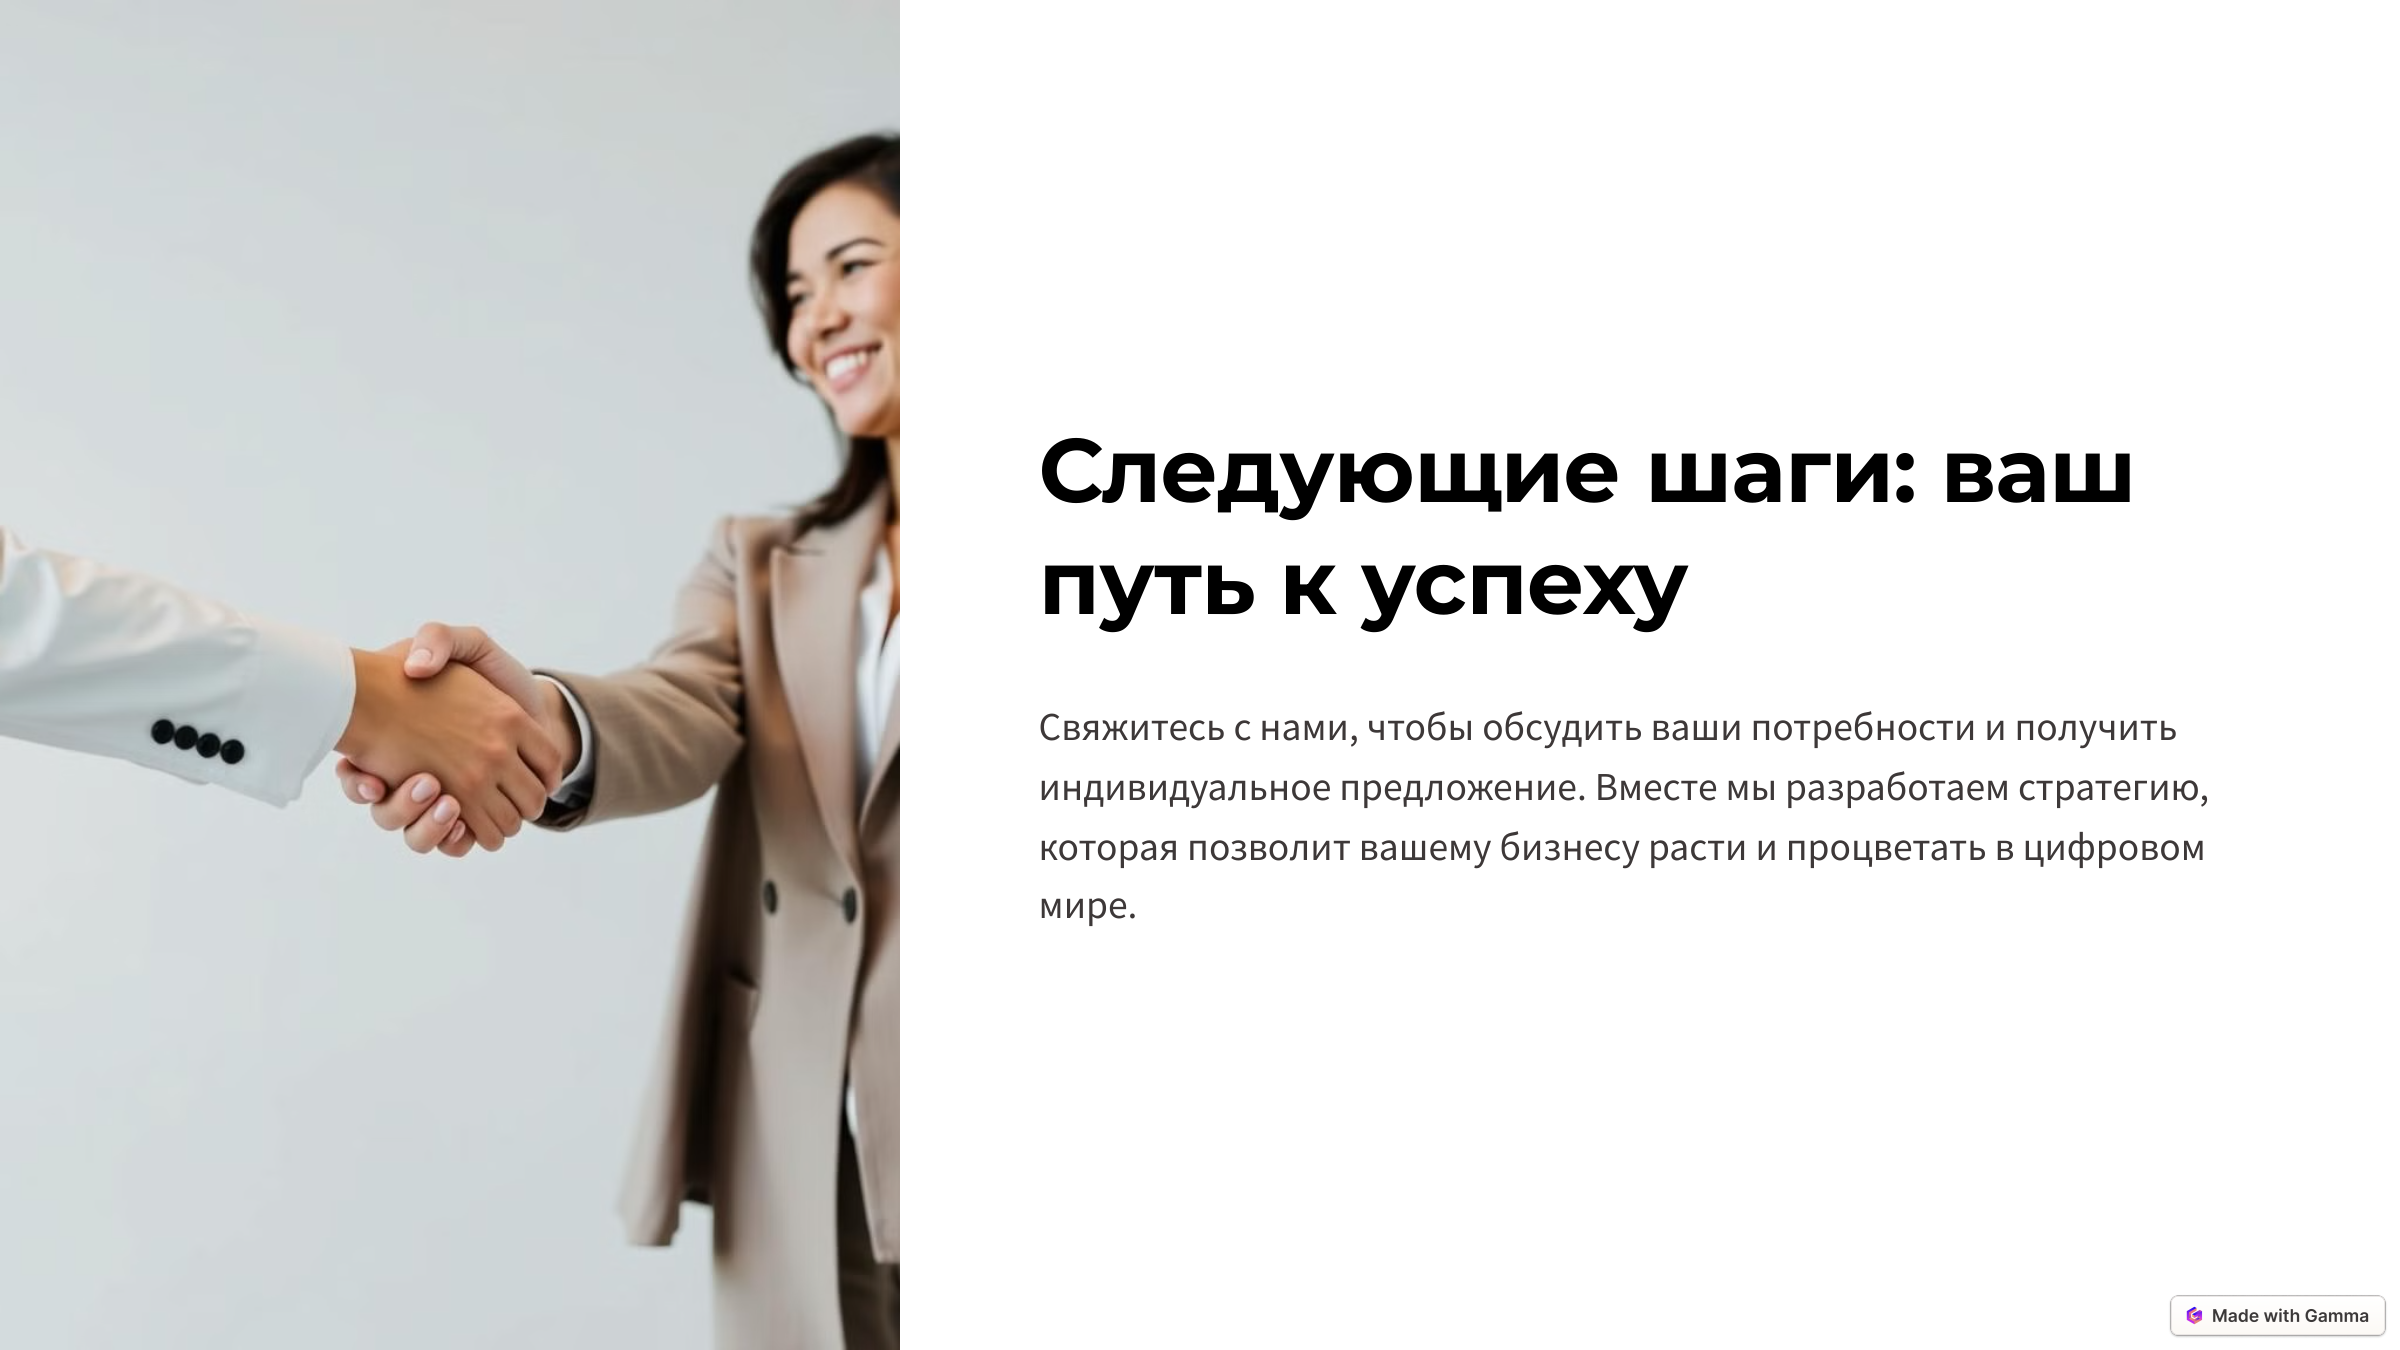 Следующие шаги: ваш
путь к успеху
Свяжитесь с нами, чтобы обсудить ваши потребности и получить
индивидуальное предложение. Вместе мы разработаем стратегию,
которая позволит вашему бизнесу расти и процветать в цифровом
мире.
Made with Gamma